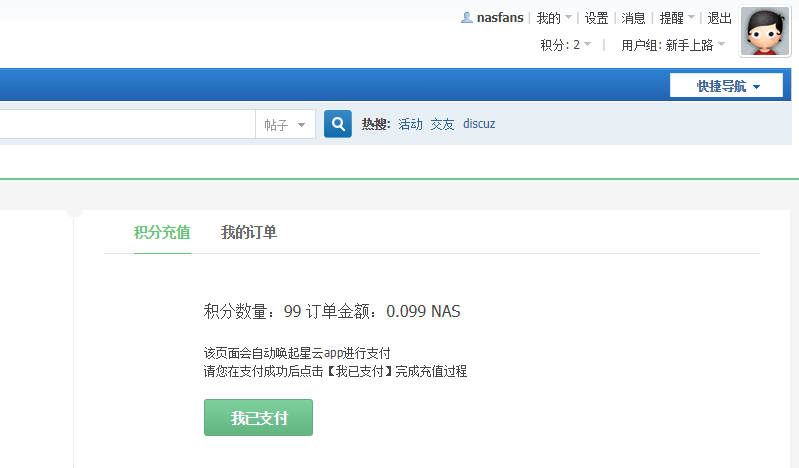 nasfans | 我的 | 设置 | 消息 | 提醒 | 退出
积分: 2 | 用户组: 新手上路
快捷导航
帖子 热搜: 活动 交友 discuz
积分充值 我的订单
积分数量：99 订单金额：0.099 NAS
该页面会自动唤起星云app进行支付
请您在支付成功后点击【我已支付】完成充值过程
我已支付